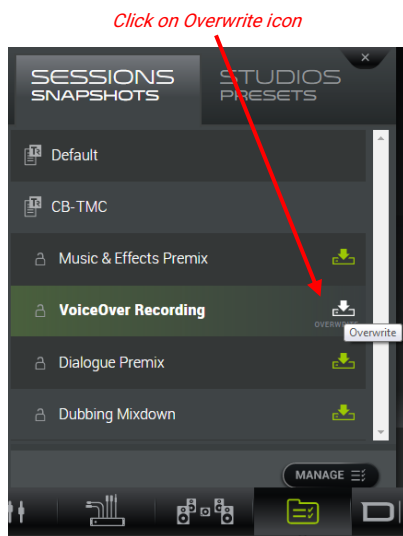 Click on Overwrite icon
SESSIONS
SNAPSHOTS
STUDIOS
PRESETS
Default
CB-TMC
Music & Effects Premix
VoiceOver Recording
OVERWRITE
Overwrite
Dialogue Premix
Dubbing Mixdown
MANAGE